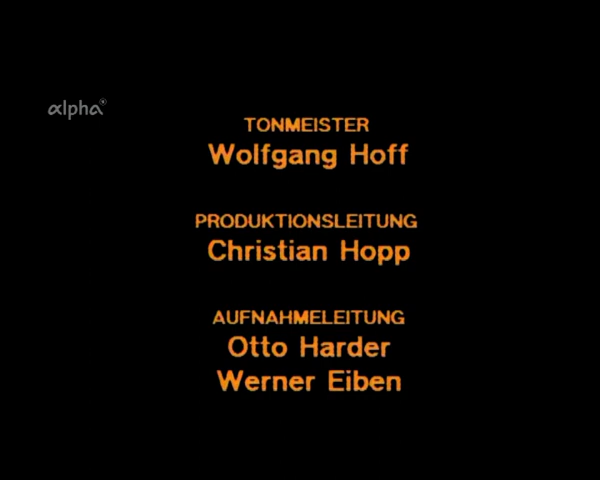 alpha
TONMEISTER
Wolfgang Hoff
PRODUKTIONSLEITUNG
Christian Hopp
AUFNAHMELEITUNG
Otto Harder
Werner Eiben